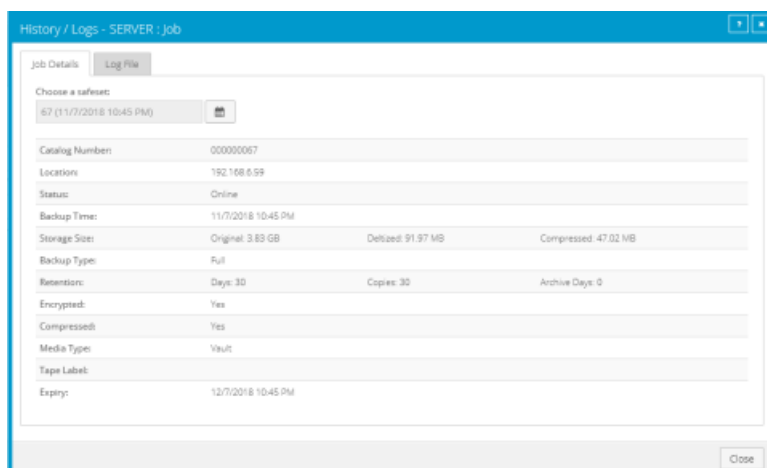 History / Logs - SERVER : Job
Job Details Log File
Choose a safeset:
67 (11/7/2018 10:45 PM)
Catalog Number: 000000067
Location: 192.168.6.99
Status: Online
Backup Time: 11/7/2018 10:45 PM
Storage Size: Original: 3.83 GB Deltized: 91.97 MB Compressed: 47.02 MB
Backup Type: Full
Retention: Days: 30 Copies: 30 Archive Days: 0
Encrypted: Yes
Compressed: Yes
Media Type: Vault
Tape Label:
Expiry: 12/7/2018 10:45 PM
Close